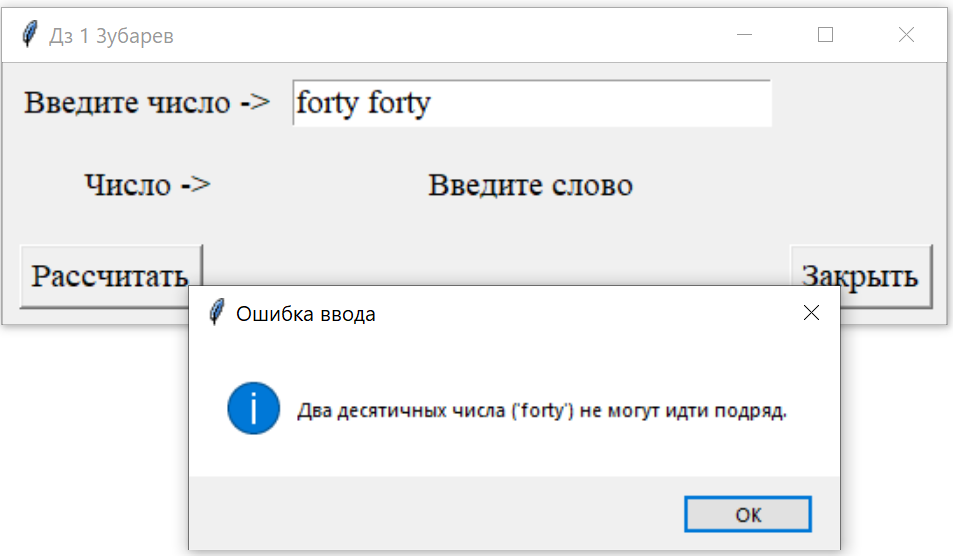 Дз 1 Зубарев
Введите число -> forty forty
Число -> Введите слово
Рассчитать Закрыть
Ошибка ввода
Два десятичных числа ('forty') не могут идти подряд.
OK